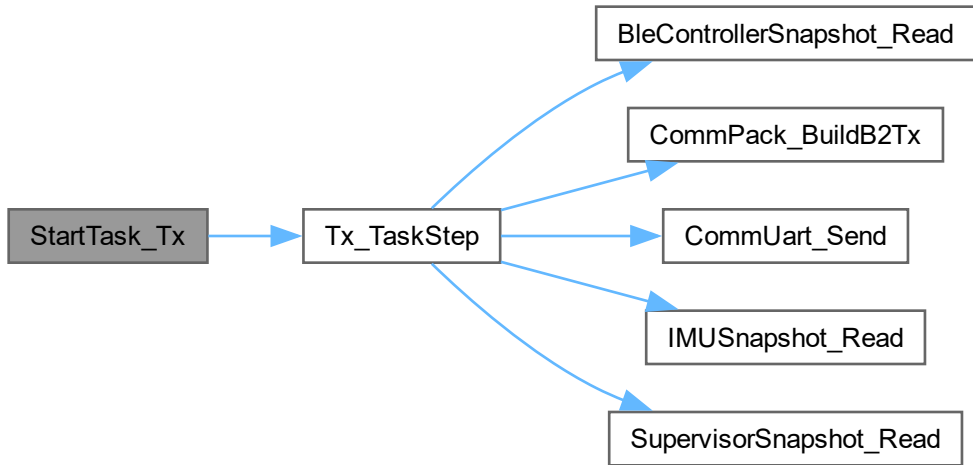 StartTask_Tx
Tx_TaskStep
BleControllerSnapshot_Read
CommPack_BuildB2Tx
CommUart_Send
IMUSnapshot_Read
SupervisorSnapshot_Read